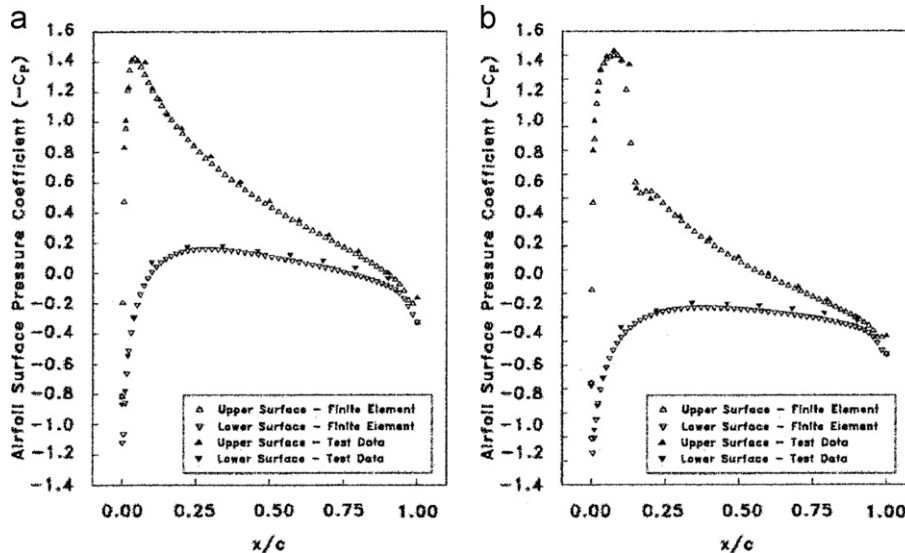 a
Airfoil Surface Pressure Coefficient (-Cp)
1.6
1.4
1.2
1.0
0.8
0.6
0.4
0.2
0.0
-0.2
-0.4
-0.6
-0.8
-1.0
-1.2
-1.4
Upper Surface - Finite Element
Lower Surface - Finite Element
Upper Surface - Test Data
Lower Surface - Test Data
0.00 0.25 0.50 0.75 1.00
x/c
b
Airfoil Surface Pressure Coefficient (-Cp)
1.6
1.4
1.2
1.0
0.8
0.6
0.4
0.2
0.0
-0.2
-0.4
-0.6
-0.8
-1.0
-1.2
-1.4
Upper Surface - Finite Element
Lower Surface - Finite Element
Upper Surface - Test Data
Lower Surface - Test Data
0.00 0.25 0.50 0.75 1.00
x/c